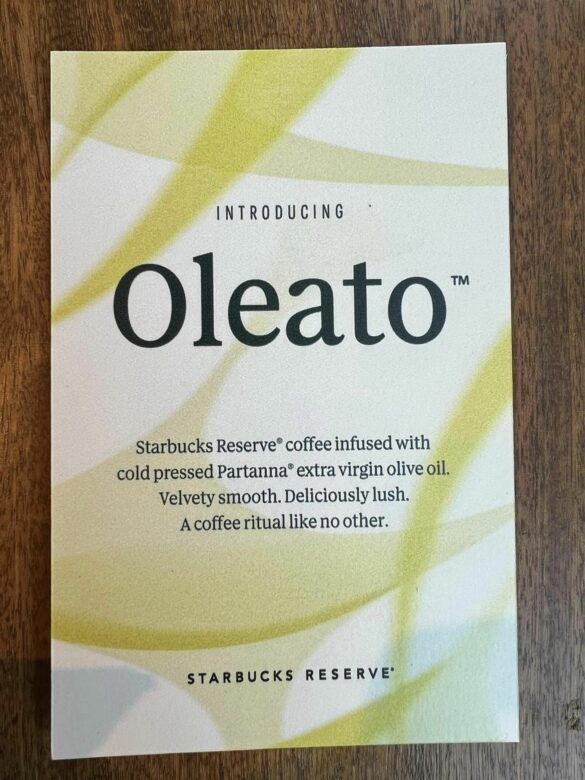 INTRODUCING
Oleato™
Starbucks Reserve® coffee infused with
cold pressed Partanna® extra virgin olive oil.
Velvety smooth. Deliciously lush.
A coffee ritual like no other.
STARBUCKS RESERVE®